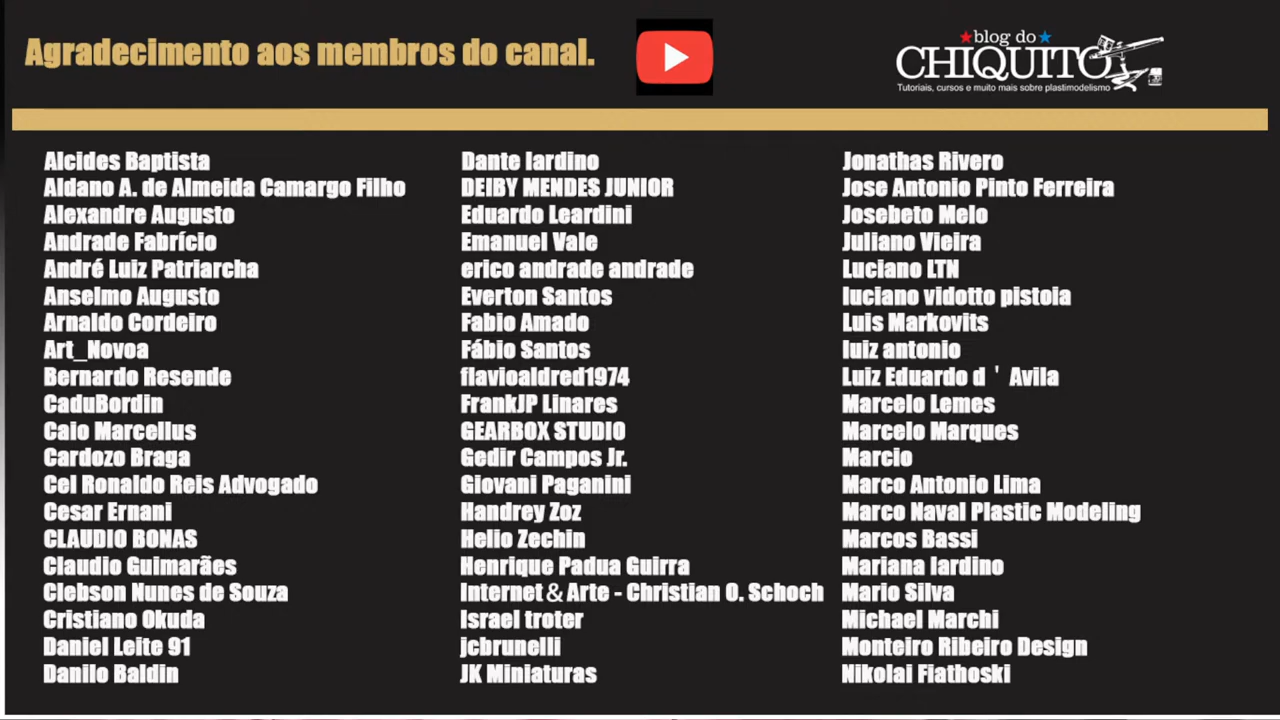 Agradecimento aos membros do canal.
blog do
CHIQUITO
Tutoriais, cursos e muito mais sobre plastimodelismo
Alcides Baptista
Aldano A. de Almeida Camargo Filho
Alexandre Augusto
Andrade Fabrício
André Luiz Patriarcha
Anselmo Augusto
Arnaldo Cordeiro
Art_Novoa
Bernardo Resende
CaduBordin
Caio Marcellus
Cardozo Braga
Cel Ronaldo Reis Advogado
Cesar Ernani
CLAUDIO BONAS
Claudio Guimarães
Clebson Nunes de Souza
Cristiano Okuda
Daniel Leite 91
Danilo Baldin
Dante Iardino
DEIBY MENDES JUNIOR
Eduardo Leardini
Emanuel Vale
erico andrade andrade
Everton Santos
Fabio Amado
Fábio Santos
flavioaldred1974
FrankJP Linares
GEARBOX STUDIO
Gedir Campos Jr.
Giovani Paganini
Handrey Zoz
Helio Zechin
Henrique Padua Guirra
Internet&Arte - Christian O. Schoch
Israel troter
jcbrunelli
JK Miniaturas
Jonathas Rivero
Jose Antonio Pinto Ferreira
Josebeto Melo
Juliano Vieira
Luciano LTN
luciano vidotto pistoia
Luis Markovits
luiz antonio
Luiz Eduardo d ' Avila
Marcelo Lemes
Marcelo Marques
Marcio
Marco Antonio Lima
Marco Naval Plastic Modeling
Marcos Bassi
Mariana Iardino
Mario Silva
Michael Marchi
Monteiro Ribeiro Design
Nikolai Fiathoski